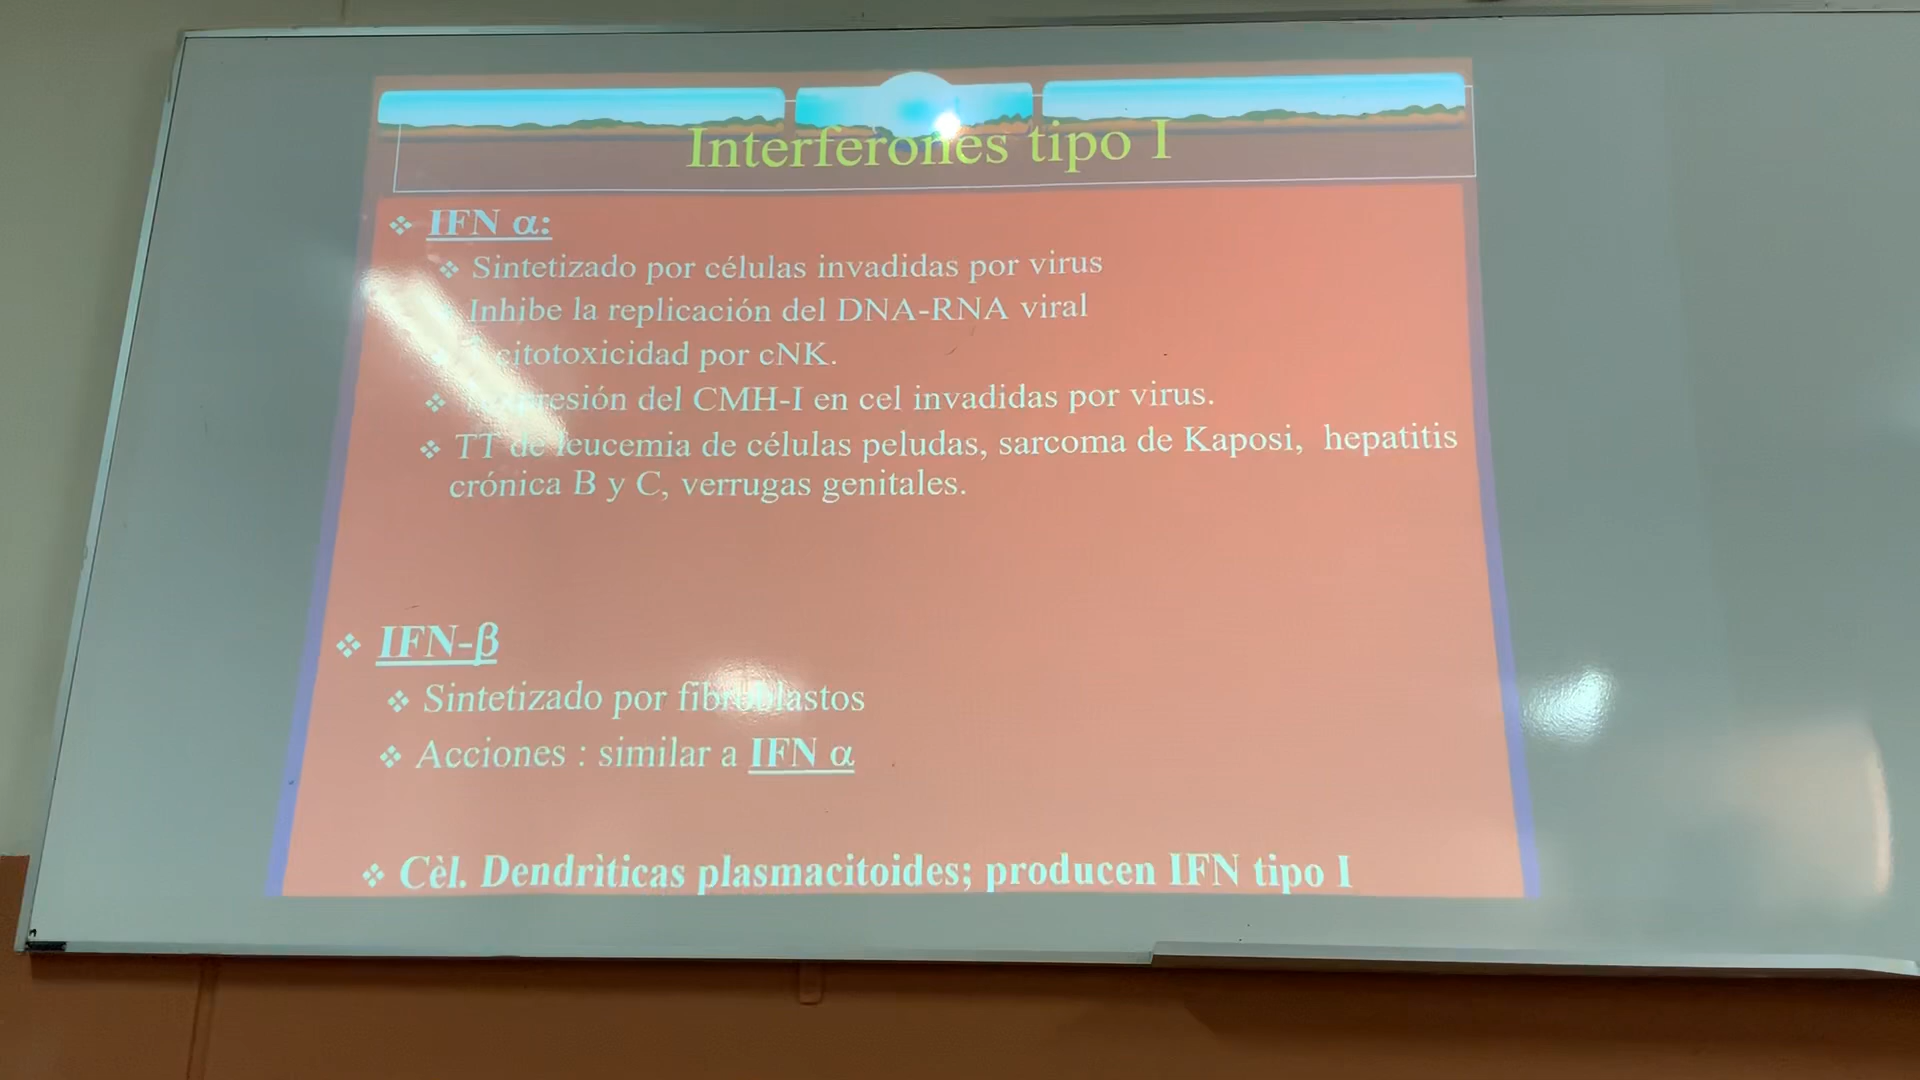 Interferones tipo I
IFN α:
Sintetizado por células invadidas por virus
Inhibe la replicación del DNA-RNA viral
citotoxicidad por cNK.
del CMH-I en cel invadidas por virus.
TT de leucemia de células peludas, sarcoma de Kaposi, hepatitis
crónica B y C, verrugas genitales.
IFN-β
Sintetizado por fibroblastos
Acciones : similar a IFN α
Cèl. Dendrìticas plasmacitoides; producen IFN tipo I